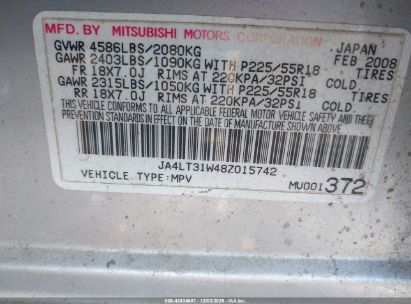 MFD. BY MITSUBISHI MOTORS CORPORATION JAPAN
GVWR 4586LBS/2080KG FEB 2008
GAWR 2403LBS/1090KG WITH P225/55R18 TIRES
FR 18X7.0J RIMS AT 220KPA/32PSI COLD.
GAWR 2315LBS/1050KG WITH P225/55R18 TIRES
RR 18X7.0J RIMS AT 220KPA/32PSI COLD.
THIS VEHICLE CONFORMS TO ALL APPLICABLE FEDERAL MOTOR VEHICLE SAFETY AND THEFT
PREVENTION STANDARDS IN EFFECT ON THE DATE OF MANUFACTURE SHOWN ABOVE.
JA4LT31W48Z015742
VEHICLE TYPE:MPV MU001372